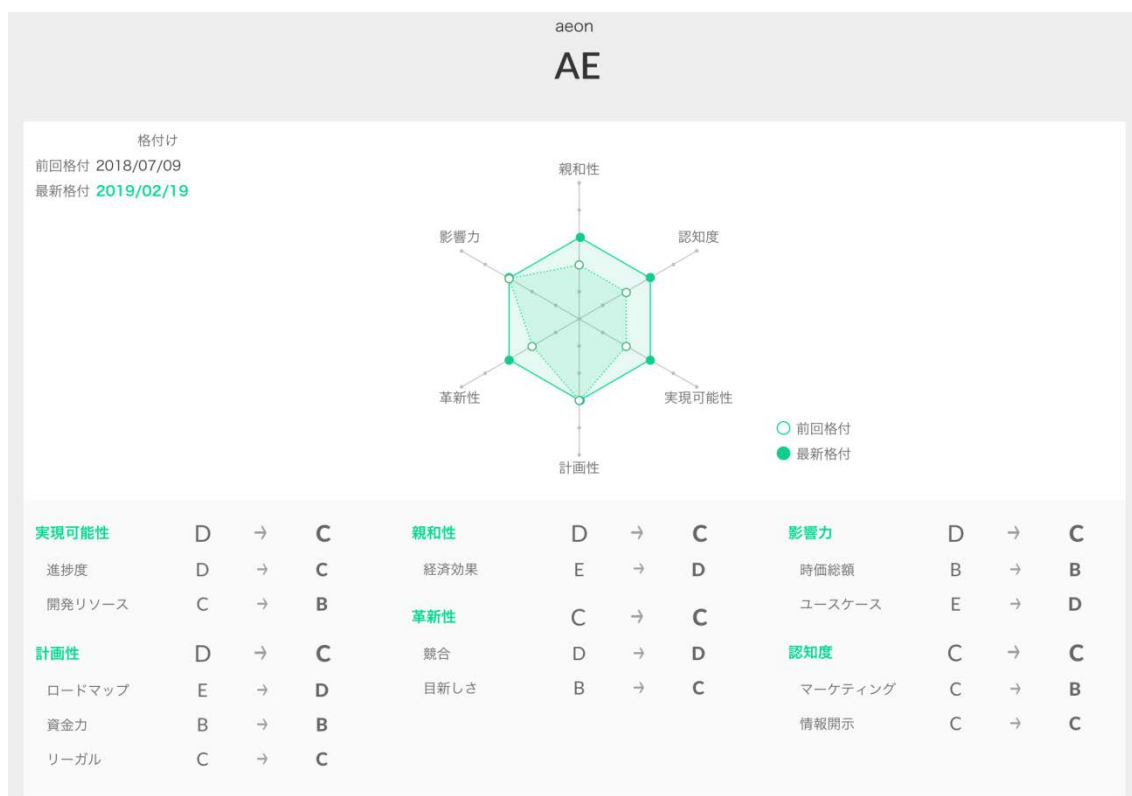 aeon
AE
格付け
前回格付 2018/07/09
最新格付 2019/02/19
親和性
影響力
認知度
革新性
実現可能性
計画性
前回格付
最新格付
実現可能性 D → C
進捗度 D → C
開発リソース C → B
計画性 D → C
ロードマップ E → D
資金力 B → B
リーガル C → C
親和性 D → C
経済効果 E → D
革新性 C → C
競合 D → D
目新しさ B → C
影響力 D → C
時価総額 B → B
ユースケース E → D
認知度 C → C
マーケティング C → B
情報開示 C → C